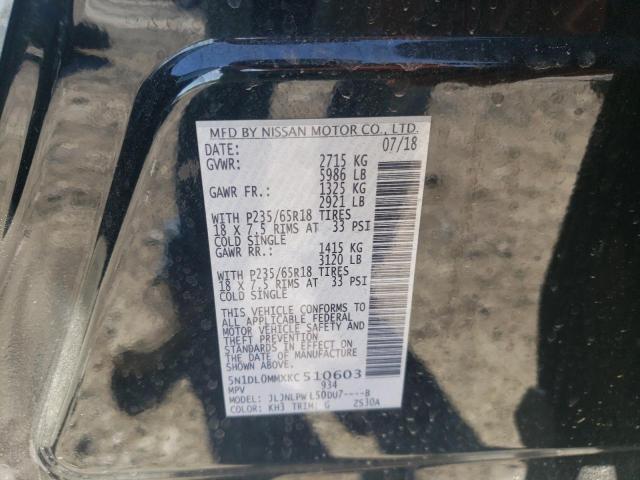 MFD BY NISSAN MOTOR CO., LTD.
DATE: 07/18
GVWR: 2715 KG
5986 LB
GAWR FR.: 1325 KG
2921 LB
WITH P235/65R18 TIRES
18 X 7.5 RIMS AT 33 PSI
COLD SINGLE
GAWR RR.: 1415 KG
3120 LB
WITH P235/65R18 TIRES
18 X 7.5 RIMS AT 33 PSI
COLD SINGLE
THIS VEHICLE CONFORMS TO
ALL APPLICABLE FEDERAL
MOTOR VEHICLE SAFETY AND
THEFT PREVENTION
STANDARDS IN EFFECT ON
THE DATE OF MANUFACTURE
SHOWN ABOVE.
5N1DL0MMXKC510603
MPV 934
MODEL: JLJNLPWL50DU7----B
COLOR: KH3 TRIM: G ZS30A